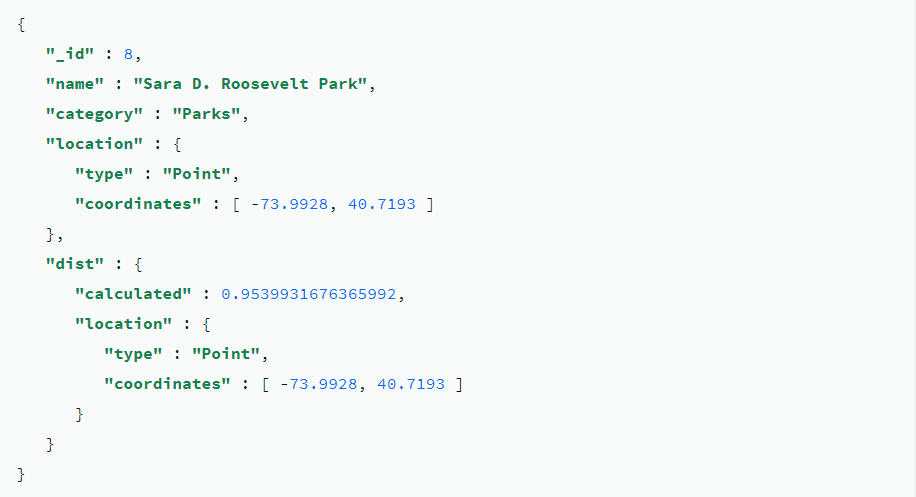 {
   "_id" : 8,
   "name" : "Sara D. Roosevelt Park",
   "category" : "Parks",
   "location" : {
      "type" : "Point",
      "coordinates" : [ -73.9928, 40.7193 ]
   },
   "dist" : {
      "calculated" : 0.9539931676365992,
      "location" : {
         "type" : "Point",
         "coordinates" : [ -73.9928, 40.7193 ]
      }
   }
}